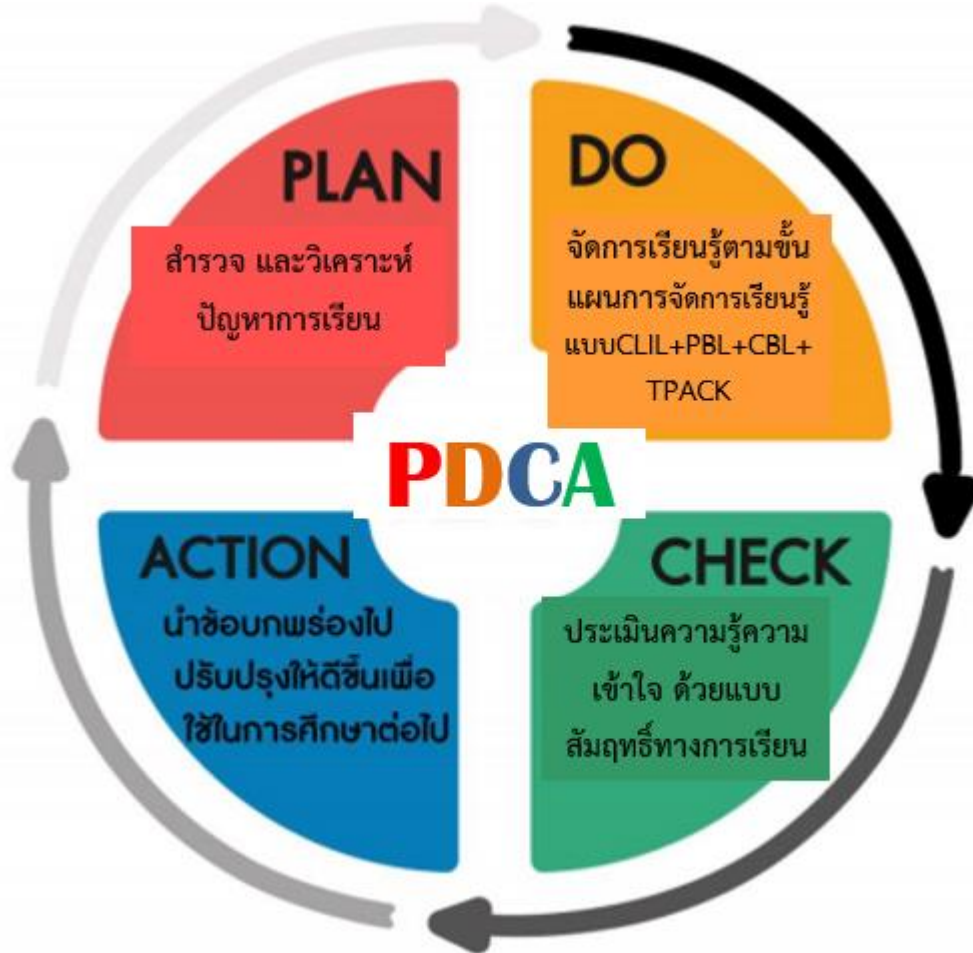 PLAN
สำรวจ และวิเคราะห์
ปัญหาการเรียน
DO
จัดการเรียนรู้ตามขั้น
แผนการจัดการเรียนรู้
แบบCLIL+PBL+CBL+
TPACK
PDCA
ACTION
นำข้อบกพร่องไป
ปรับปรุงให้ดีขึ้นเพื่อ
ใช้ในการศึกษาต่อไป
CHECK
ประเมินความรู้ความ
เข้าใจ ด้วยแบบ
สัมฤทธิ์ทางการเรียน